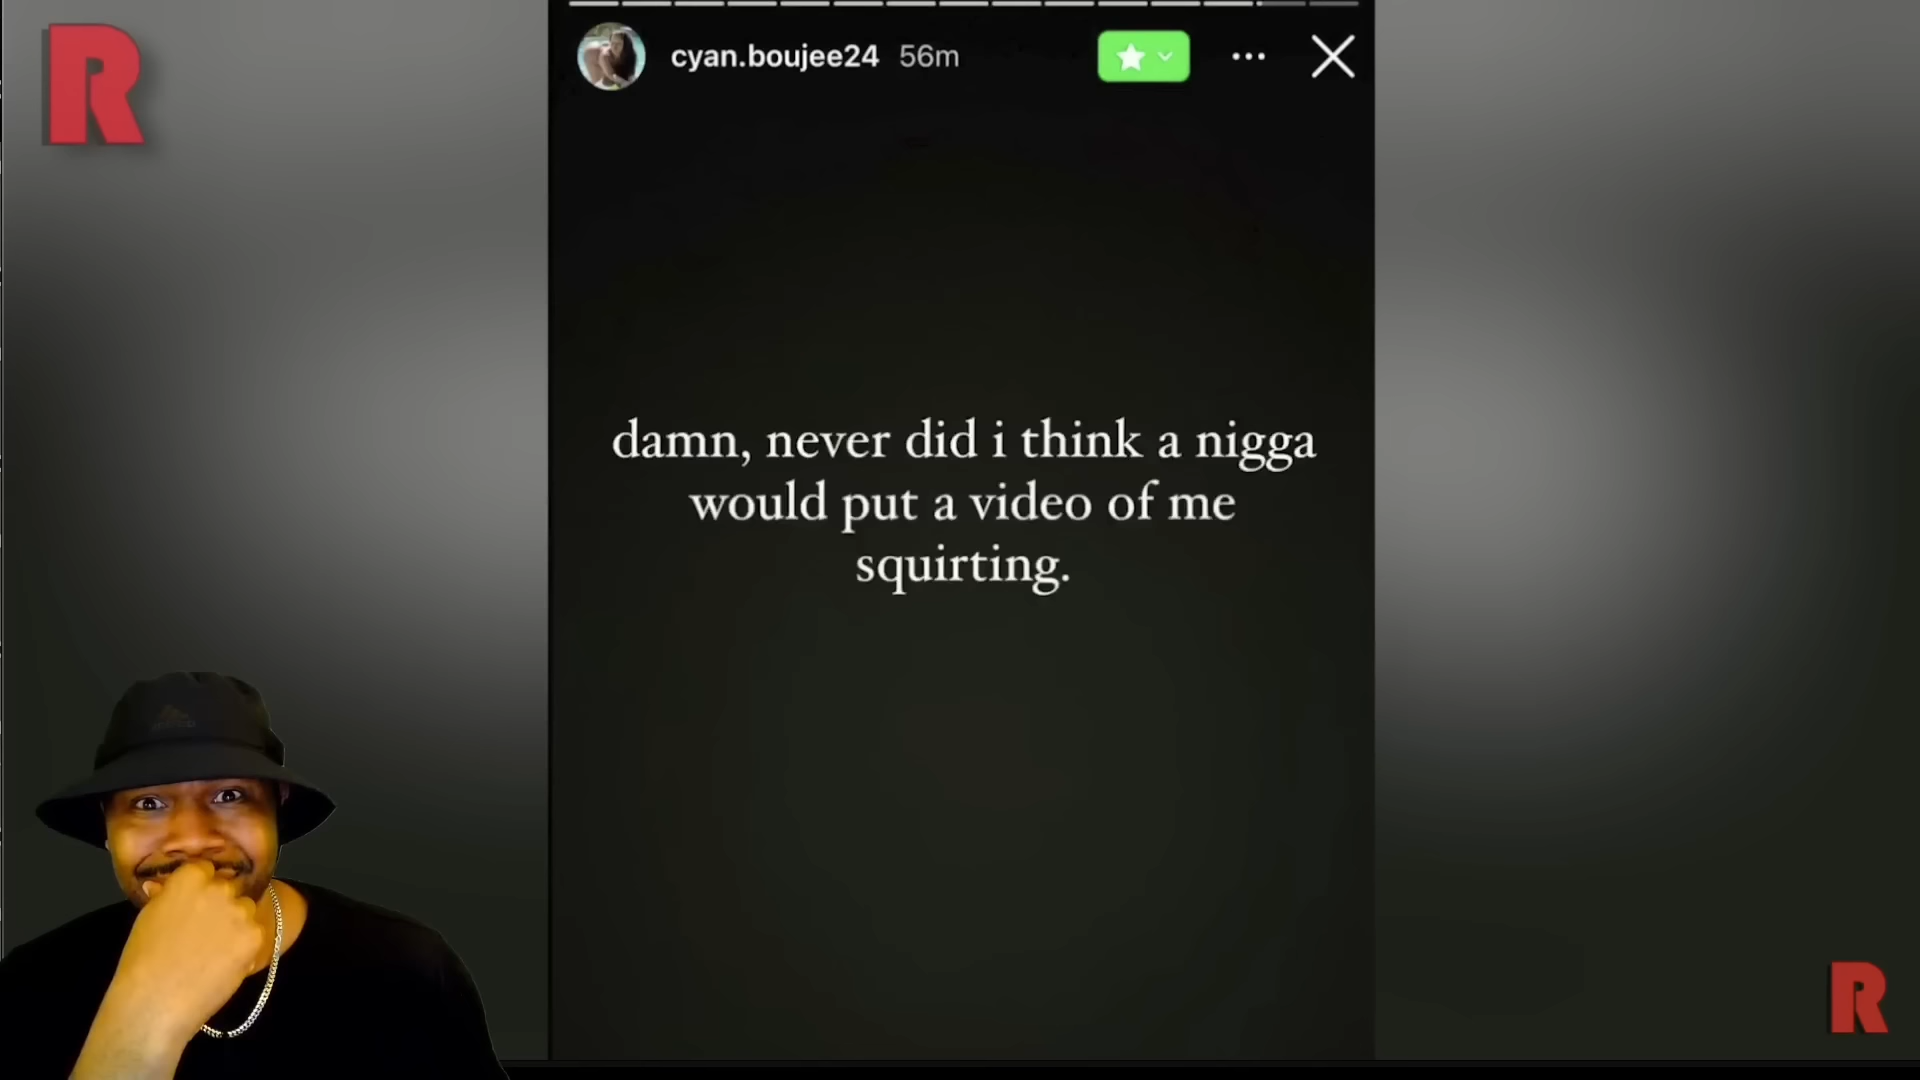 R
cyan.boujee24 56m
damn, never did i think a nigga
would put a video of me
squirting.
R